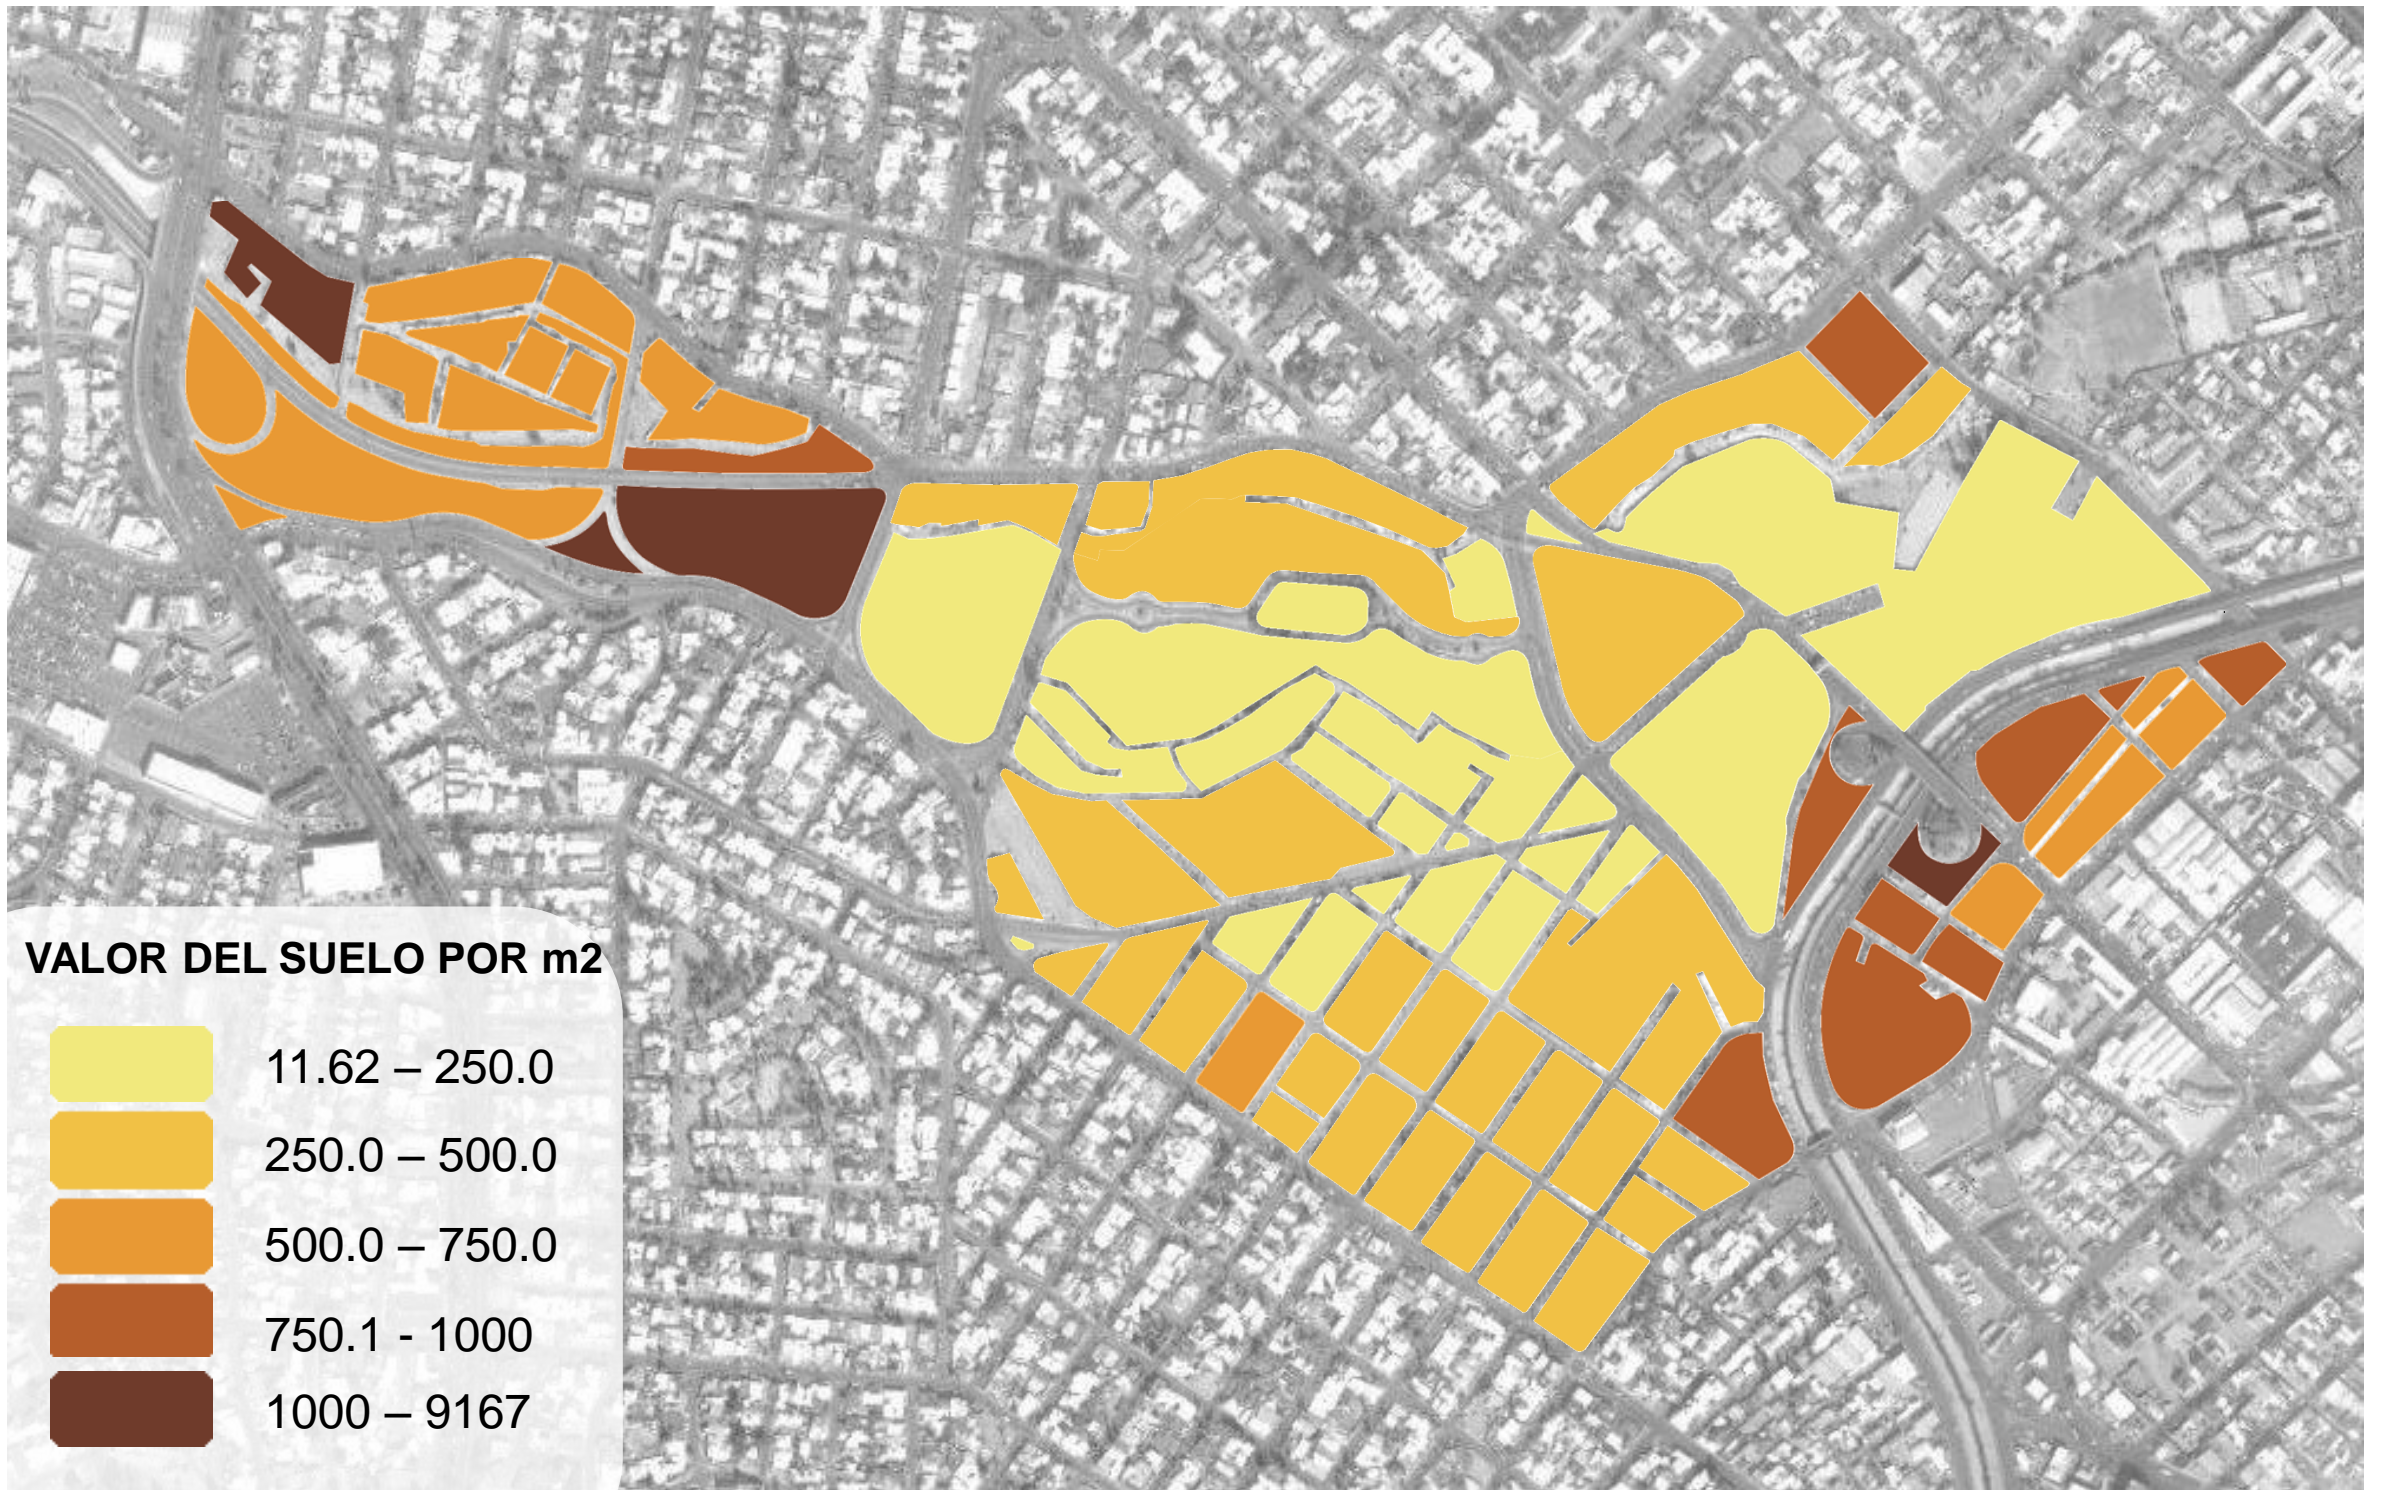 VALOR DEL SUELO POR m2
11.62 – 250.0
250.0 – 500.0
500.0 – 750.0
750.1 - 1000
1000 – 9167